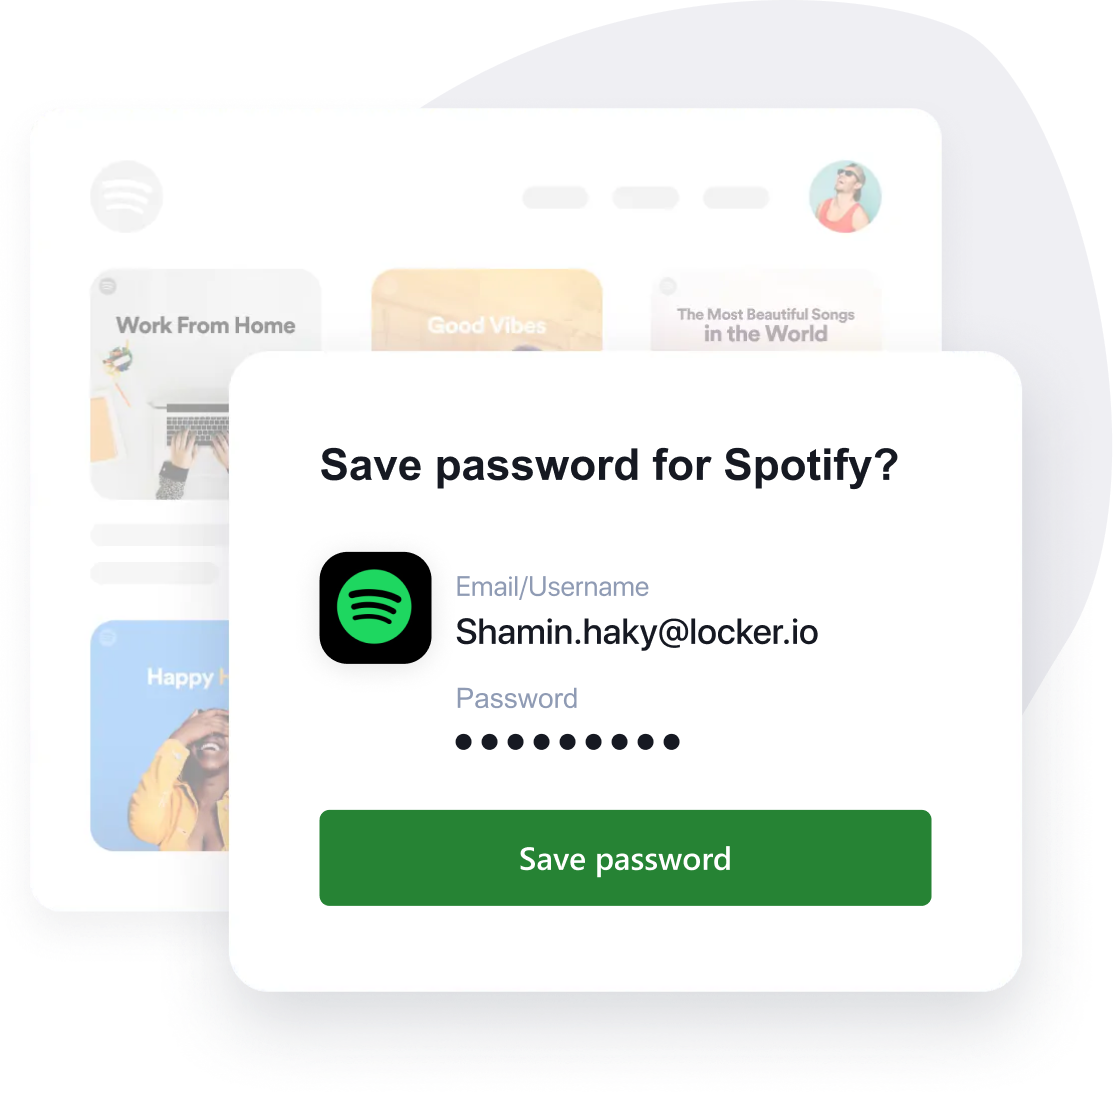 Work From Home
Good Vibes
The Most Beautiful Songs
in the World
Save password for Spotify?
Email/Username
Shamin.haky@locker.io
Password
Happy
Save password